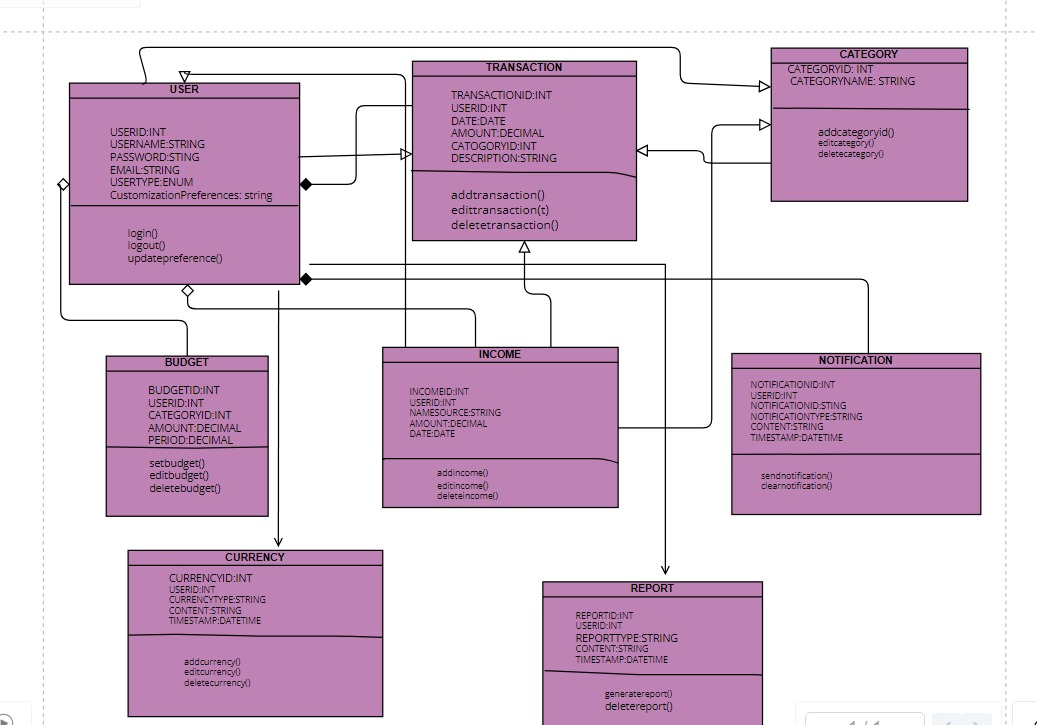 USER
USERID:INT
USERNAME:STRING
PASSWORD:STING
EMAIL:STRING
USERTYPE:ENUM
CustomizationPreferences: string
login()
logout()
updatepreference()
TRANSACTION
TRANSACTIONID:INT
USERID:INT
DATE:DATE
AMOUNT:DECIMAL
CATOGORYID:INT
DESCRIPTION:STRING
addtransaction()
edittransaction(t)
deletetransaction()
CATEGORY
CATEGORYID: INT
CATEGORYNAME: STRING
addcategoryid()
editcategory()
deletecategory()
BUDGET
BUDGETID:INT
USERID:INT
CATEGORYID:INT
AMOUNT:DECIMAL
PERIOD:DECIMAL
setbudget()
editbudget()
deletebudget()
INCOME
INCOMEID:INT
USERID:INT
NAMESOURCE:STRING
AMOUNT:DECIMAL
DATE:DATE
addincome()
editincome()
deleteincome()
NOTIFICATION
NOTIFICATIONID:INT
USERID:INT
NOTIFICATIONID:STING
NOTIFICATIONTYPE:STRING
CONTENT:STRING
TIMESTAMP:DATETIME
sendnotification()
clearnotification()
CURRENCY
CURRENCYID:INT
USERID:INT
CURRENCYTYPE:STRING
CONTENT:STRING
TIMESTAMP:DATETIME
addcurrency()
editcurrency()
deletecurrency()
REPORT
REPORTID:INT
USERID:INT
REPORTTYPE:STRING
CONTENT:STRING
TIMESTAMP:DATETIME
generatereport()
deletereport()